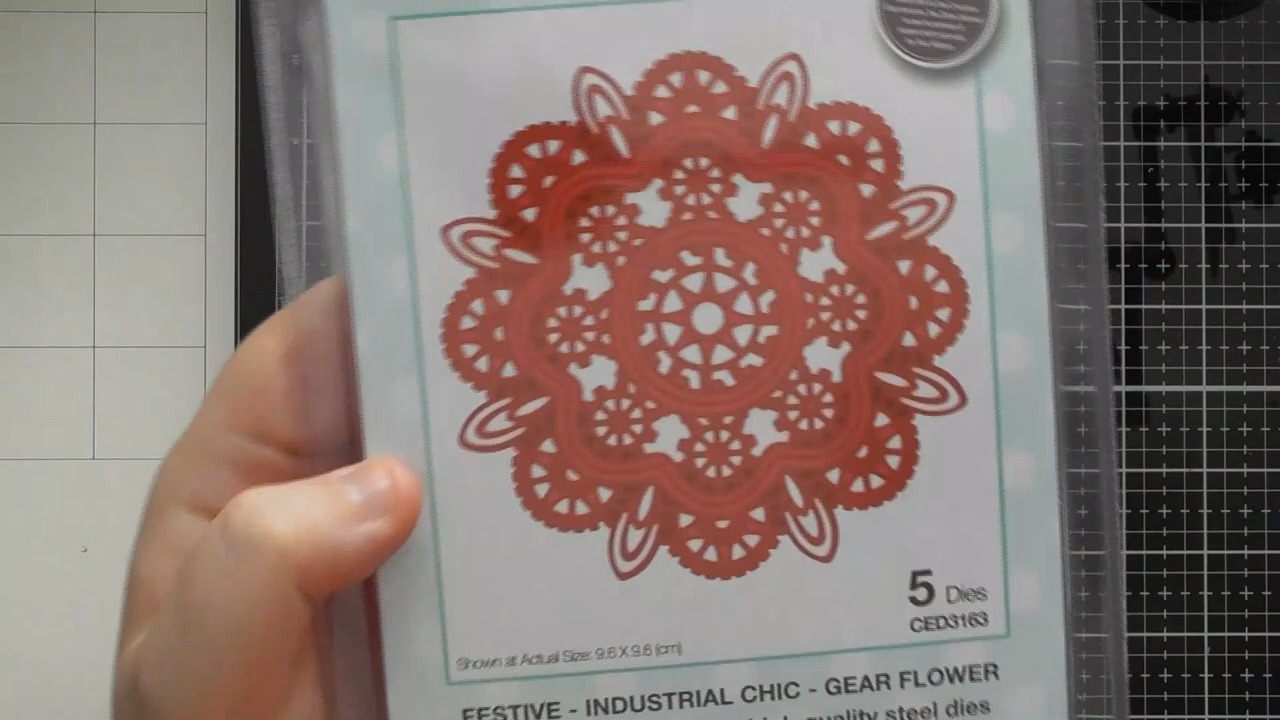 5 Dies
CED3163
Shown at Actual Size: 9.6 X 9.6 (cm)
FESTIVE - INDUSTRIAL CHIC - GEAR FLOWER
quality steel dies